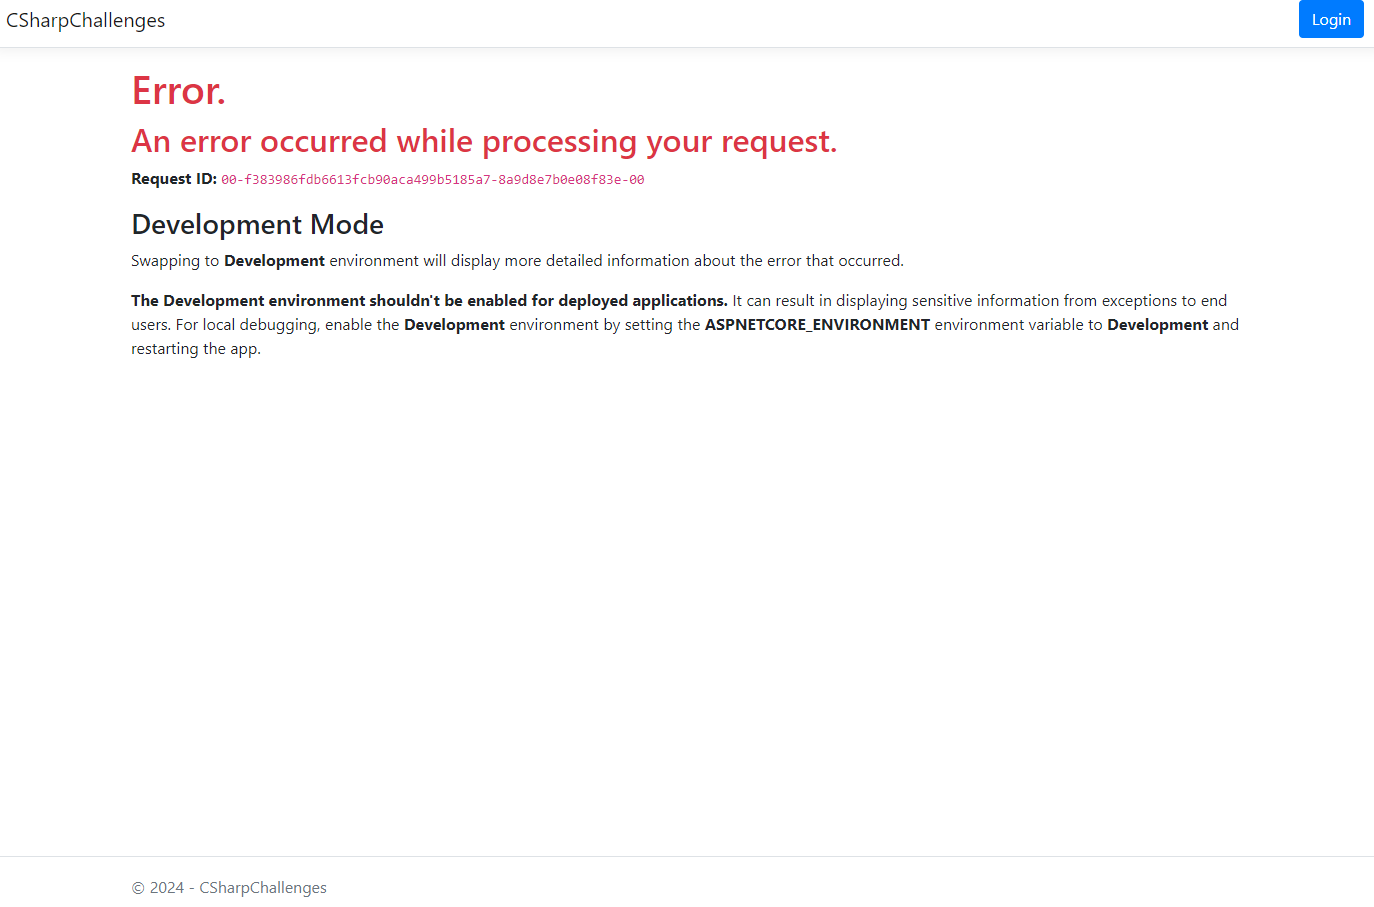 CSharpChallenges
Login
Error.
An error occurred while processing your request.
Request ID: 00-f383986fdb6613fcb90aca499b5185a7-8a9d8e7b0e08f83e-00
Development Mode
Swapping to Development environment will display more detailed information about the error that occurred.
The Development environment shouldn't be enabled for deployed applications. It can result in displaying sensitive information from exceptions to end
users. For local debugging, enable the Development environment by setting the ASPNETCORE_ENVIRONMENT environment variable to Development and
restarting the app.
© 2024 - CSharpChallenges